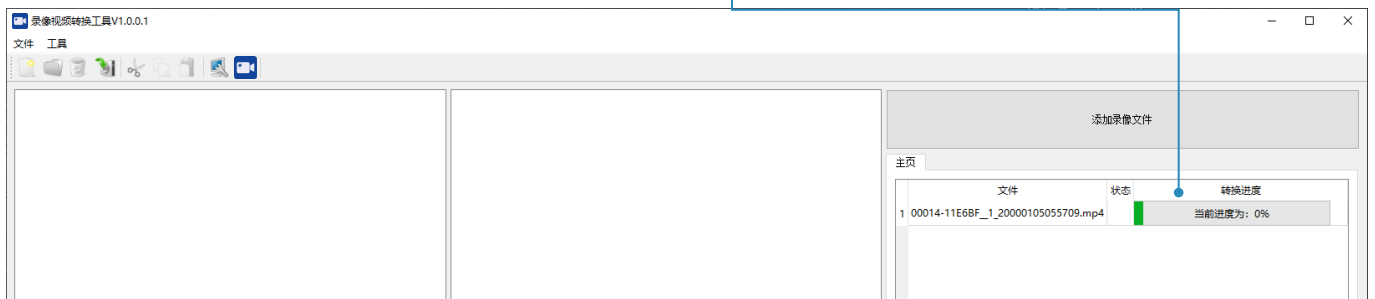 录像视频转换工具V1.0.0.1
文件 工具
添加录像文件
主页
文件 状态 转换进度
1 00014-11E6BF__1_20000105055709.mp4 当前进度为：0%